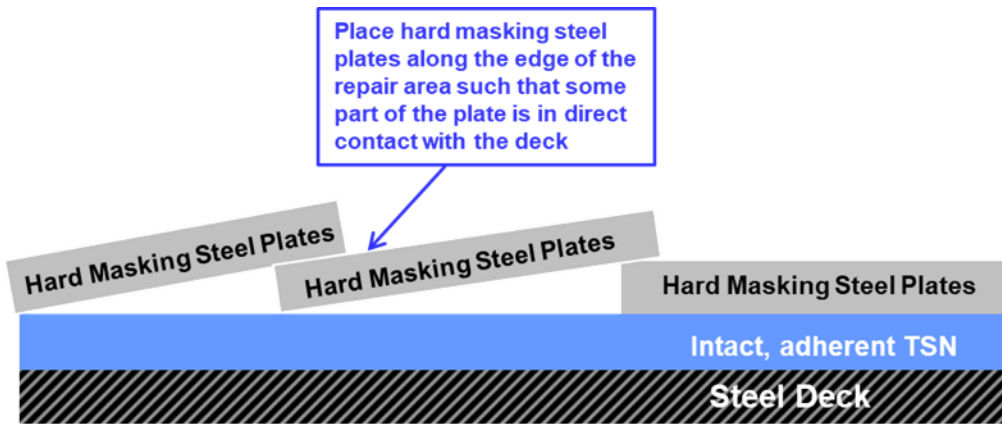 Place hard masking steel
plates along the edge of the
repair area such that some
part of the plate is in direct
contact with the deck
Hard Masking Steel Plates
Hard Masking Steel Plates
Hard Masking Steel Plates
Intact, adherent TSN
Steel Deck